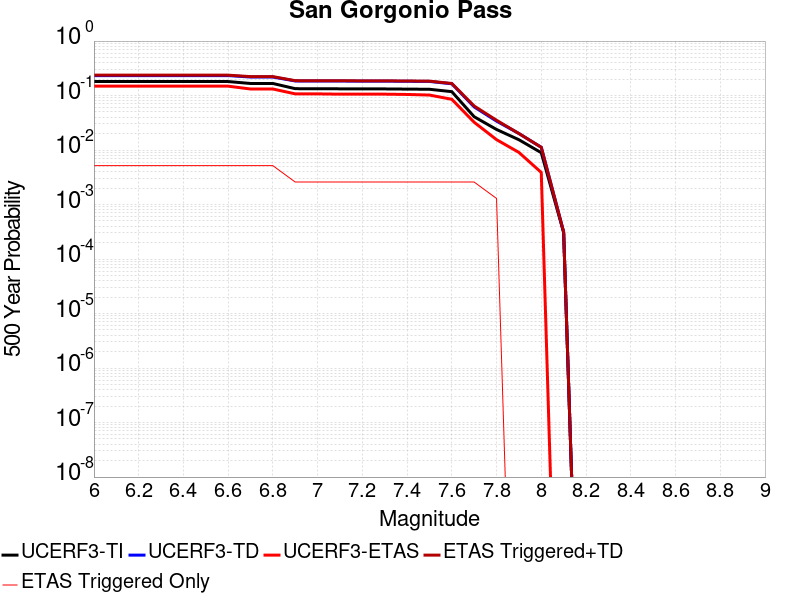 San Gorgonio Pass
10^0
10^-1
10^-2
10^-3
10^-4
10^-5
10^-6
10^-7
10^-8
500 Year Probability
6 6.2 6.4 6.6 6.8 7 7.2 7.4 7.6 7.8 8 8.2 8.4 8.6 8.8 9
Magnitude
UCERF3-TI UCERF3-TD UCERF3-ETAS ETAS Triggered+TD
ETAS Triggered Only